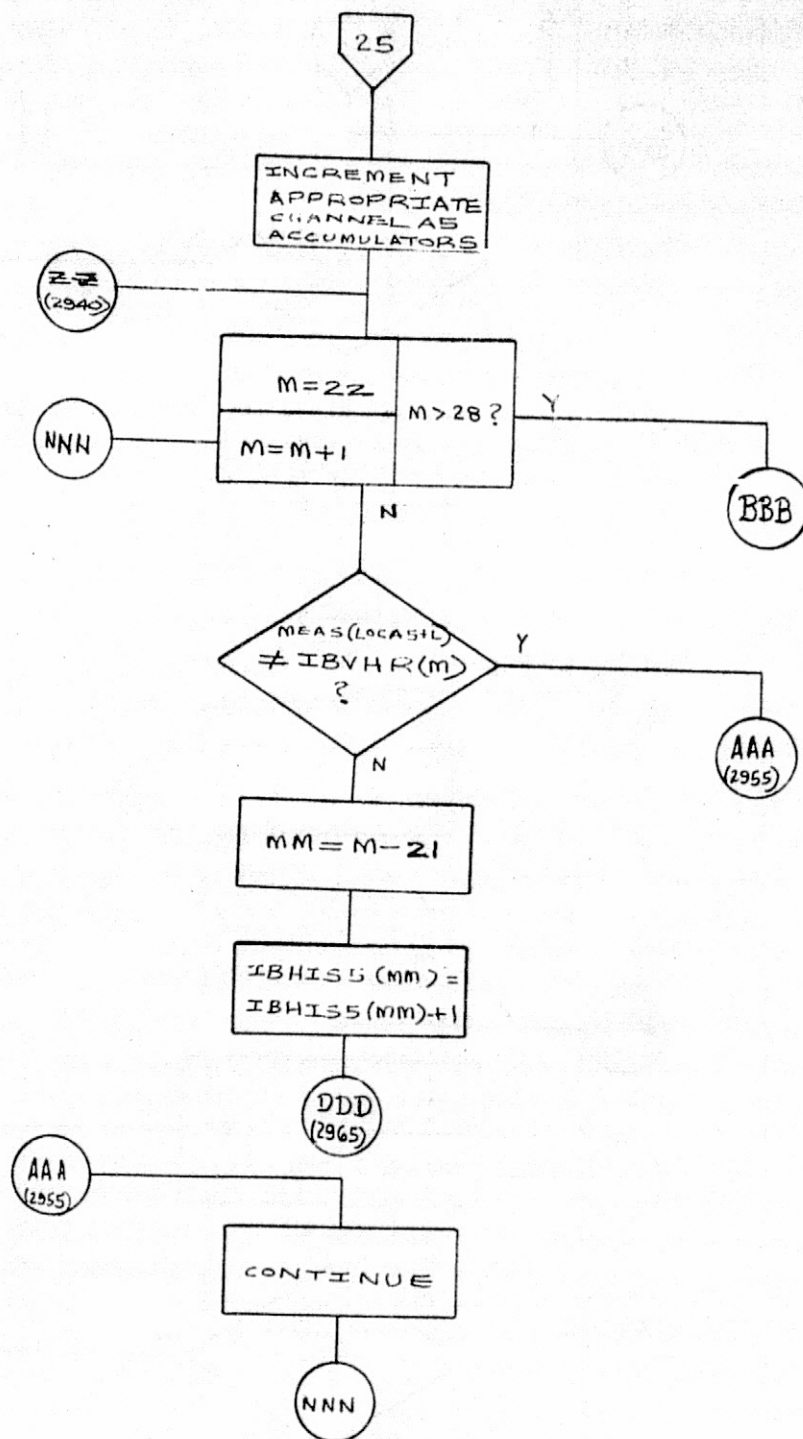 25
INCREMENT
APPROPRIATE
CHANNEL A5
ACCUMULATORS
ZZ
(2940)
M=22
M>28?
Y
NNN
M=M+1
N
BBB
MEAS(LOCA5+L)
≠ IBVHR(M)
?
Y
AAA
(2955)
N
MM=M-21
IBHIS5(MM)=
IBHIS5(MM)+1
DDD
(2965)
AAA
(2955)
CONTINUE
NNN